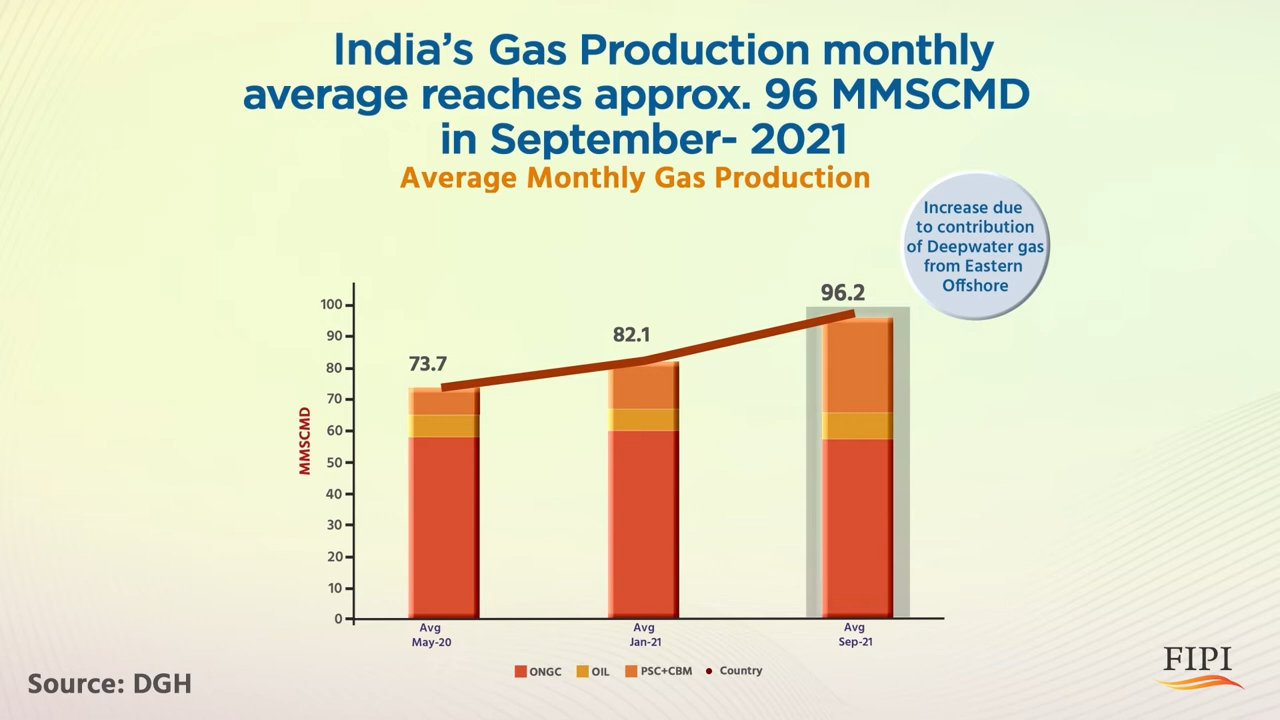 India's Gas Production monthly
average reaches approx. 96 MMSCMD
in September- 2021
Average Monthly Gas Production
Increase due
to contribution
of Deepwater gas
from Eastern
Offshore
MMSCMD
100
90
80
70
60
50
40
30
20
10
0
73.7
82.1
96.2
Avg
May-20
Avg
Jan-21
Avg
Sep-21
ONGC OIL PSC+CBM Country
Source: DGH
FIPI